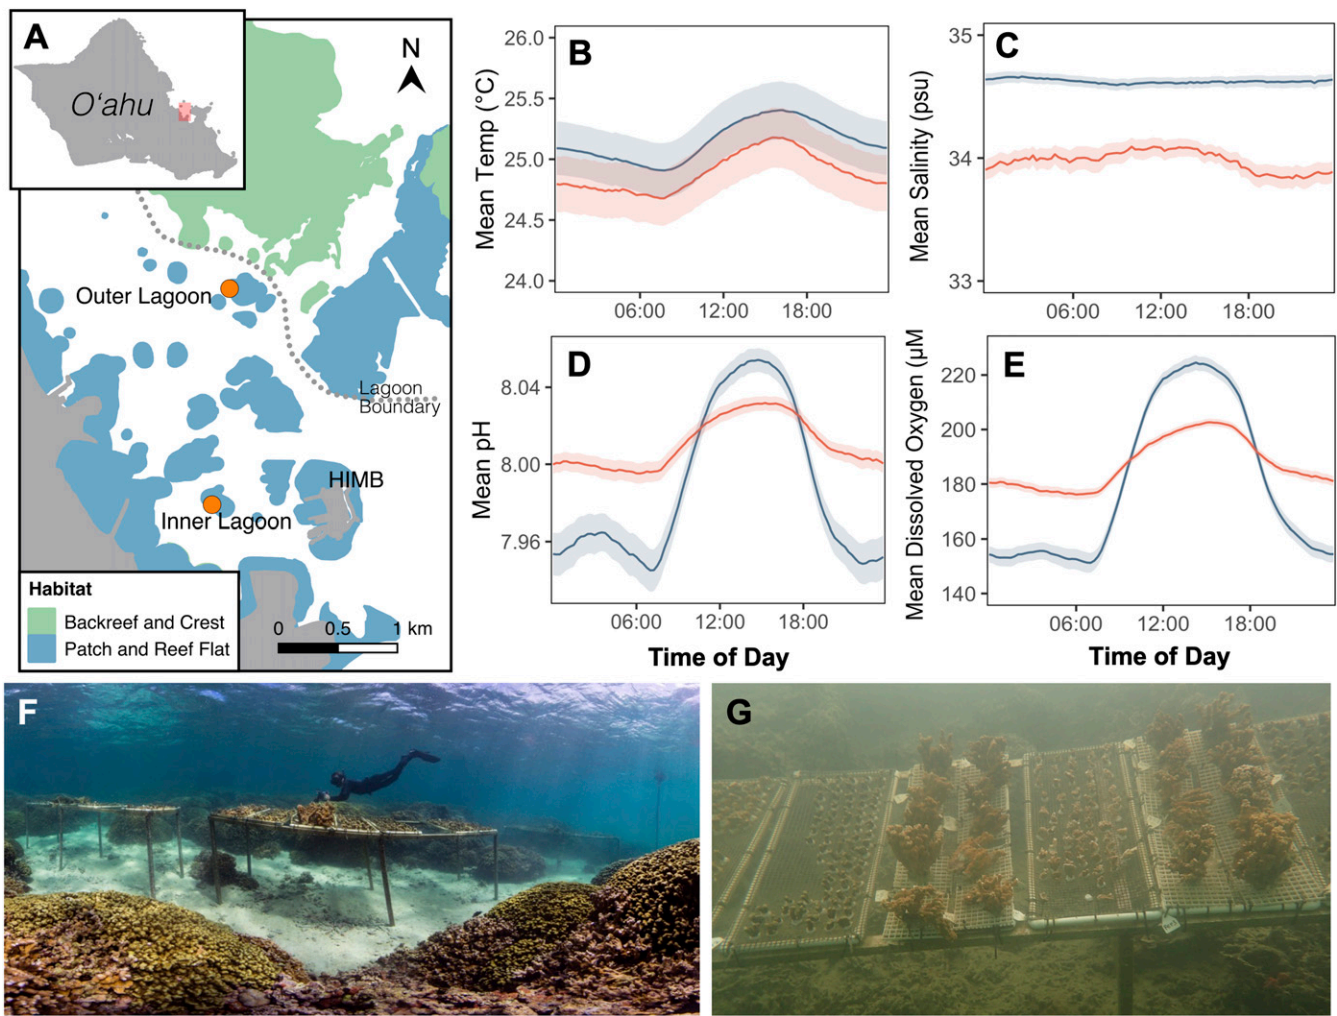 A
O‘ahu
N
Outer Lagoon
Lagoon
Boundary
HIMB
Inner Lagoon
Habitat
Backreef and Crest
Patch and Reef Flat
0 0.5 1 km
B
Mean Temp (°C)
26.0
25.5
25.0
24.5
24.0
06:00 12:00 18:00
C
Mean Salinity (psu)
35
34
33
06:00 12:00 18:00
D
Mean pH
8.04
8.00
7.96
06:00 12:00 18:00
Time of Day
E
Mean Dissolved Oxygen (µM
220
200
180
160
140
06:00 12:00 18:00
Time of Day
F
G